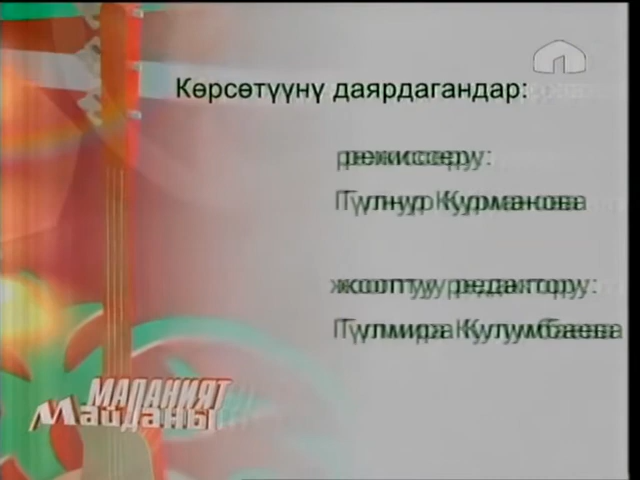 Көрсөтүүнү даярдагандар:
режиссеру:
Гүлнур Курманова
жооптуу редактору:
Гүлмира Кулумбаева
МАДАНИЯТ
Майданы